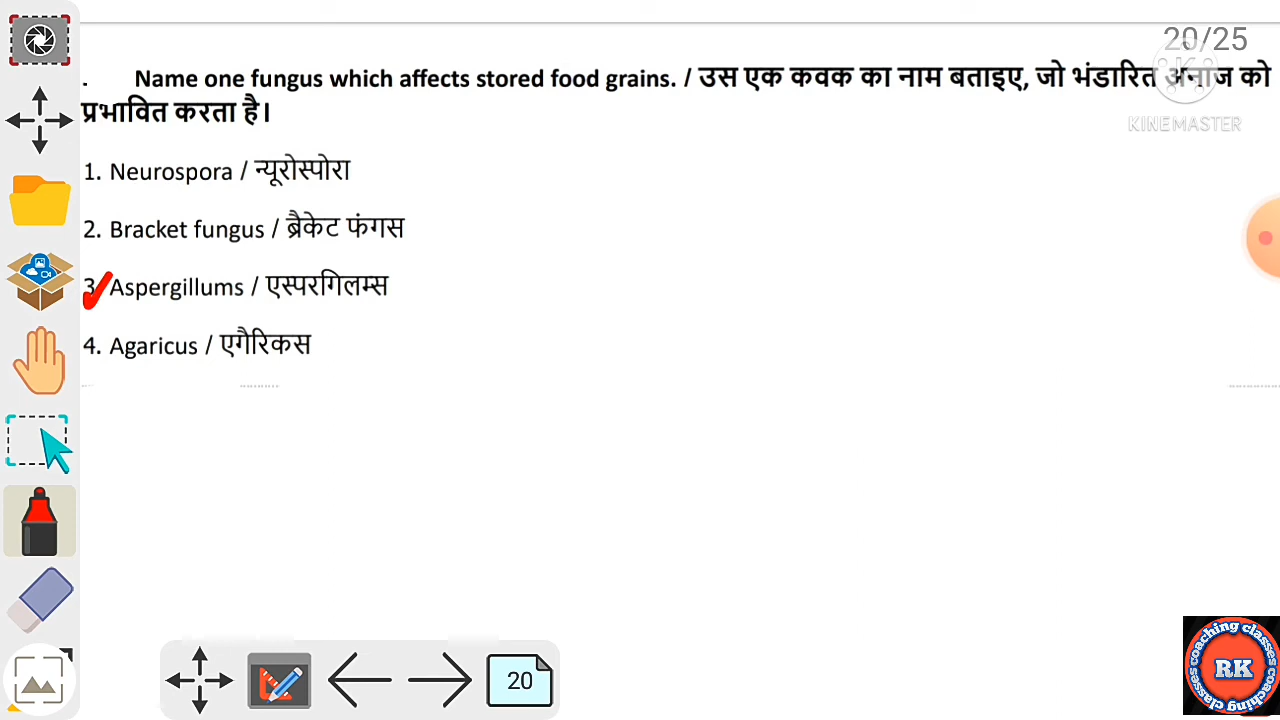 20/25
. Name one fungus which affects stored food grains. / उस एक कवक का नाम बताइए, जो भंडारित अनाज को
प्रभावित करता है।
KINEMASTER
1. Neurospora / न्यूरोस्पोरा
2. Bracket fungus / ब्रैकेट फंगस
3. Aspergillums / एस्परगिलम्स
4. Agaricus / एगैरिकस
20
coaching classes
RK
coaching classes